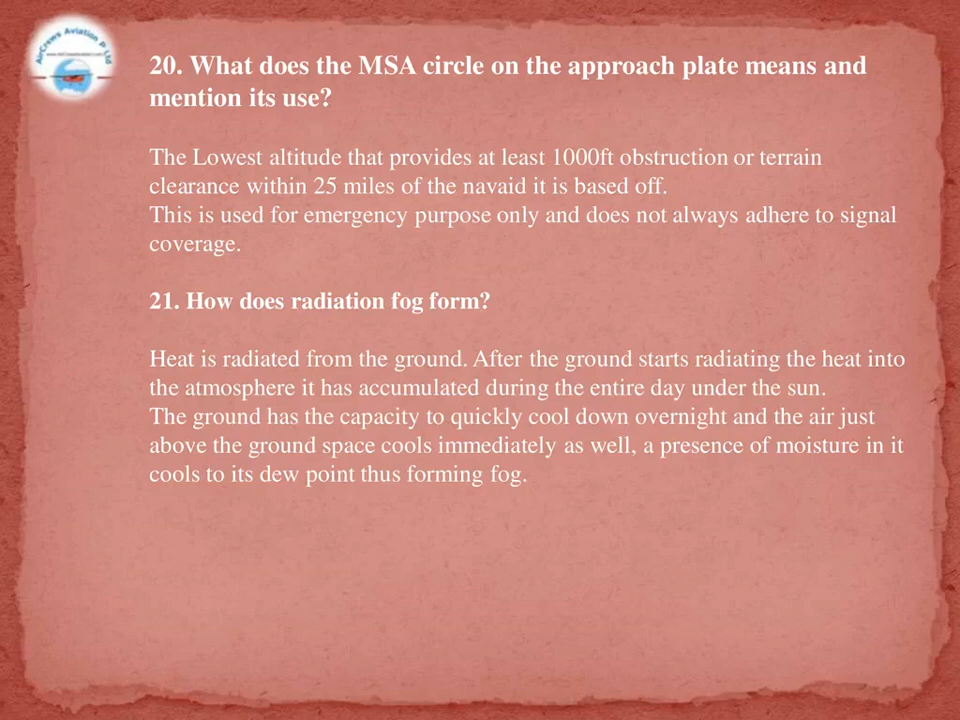 AirCrews Aviation P Ltd
20. What does the MSA circle on the approach plate means and
mention its use?
The Lowest altitude that provides at least 1000ft obstruction or terrain
clearance within 25 miles of the navaid it is based off.
This is used for emergency purpose only and does not always adhere to signal
coverage.
21. How does radiation fog form?
Heat is radiated from the ground. After the ground starts radiating the heat into
the atmosphere it has accumulated during the entire day under the sun.
The ground has the capacity to quickly cool down overnight and the air just
above the ground space cools immediately as well, a presence of moisture in it
cools to its dew point thus forming fog.